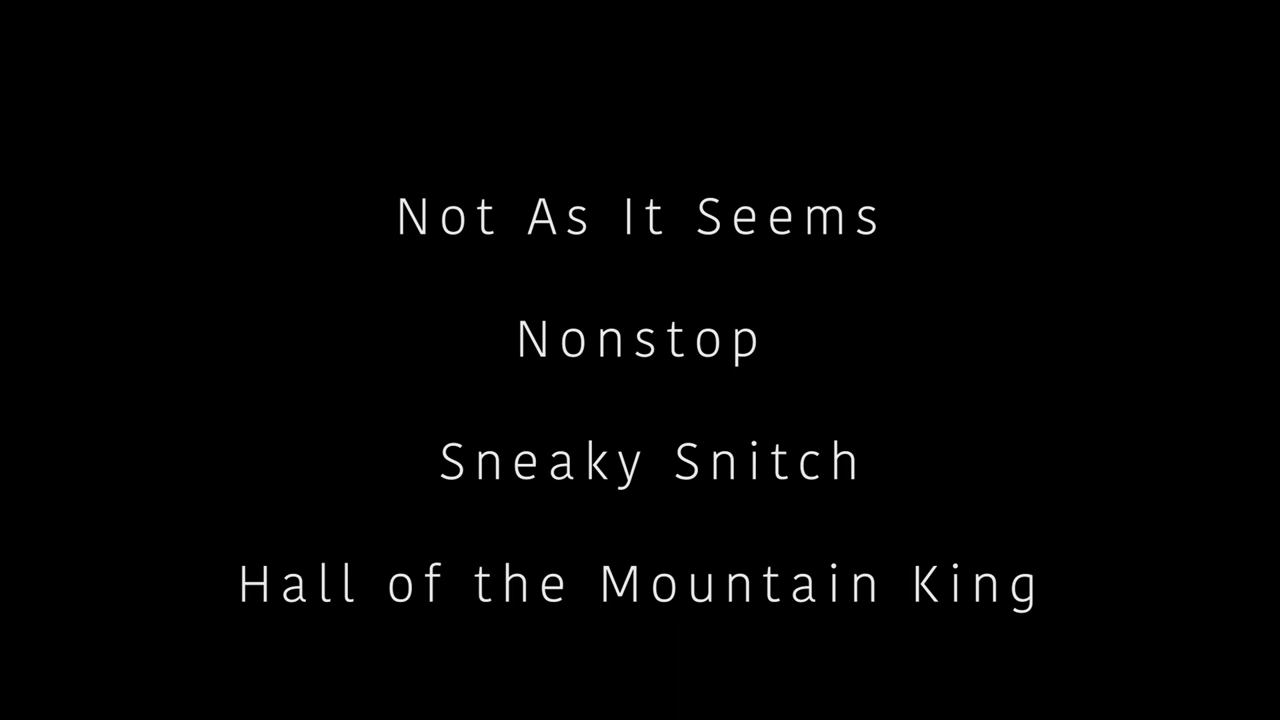 Not As It Seems
Nonstop
Sneaky Snitch
Hall of the Mountain King